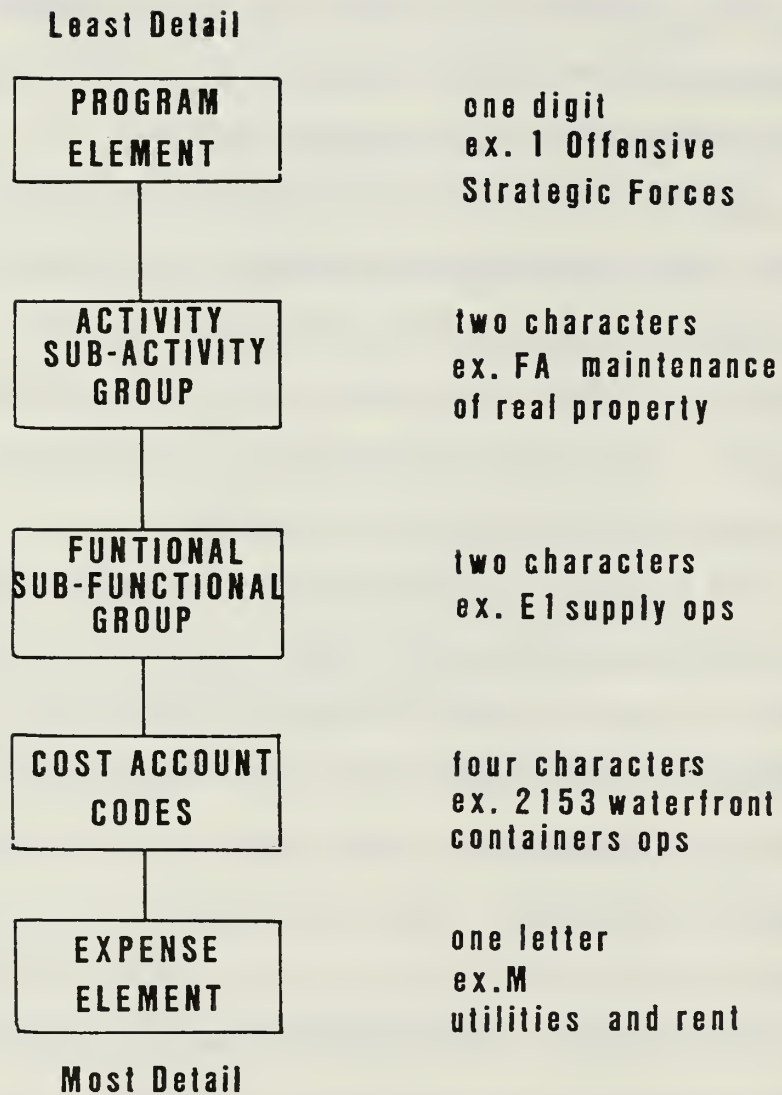 Least Detail
PROGRAM
ELEMENT
one digit
ex. 1 Offensive
Strategic Forces
ACTIVITY
SUB-ACTIVITY
GROUP
two characters
ex. FA maintenance
of real property
FUNTIONAL
SUB-FUNCTIONAL
GROUP
two characters
ex. E1 supply ops
COST ACCOUNT
CODES
four characters
ex. 2153 waterfront
containers ops
EXPENSE
ELEMENT
one letter
ex.M
utilities and rent
Most Detail